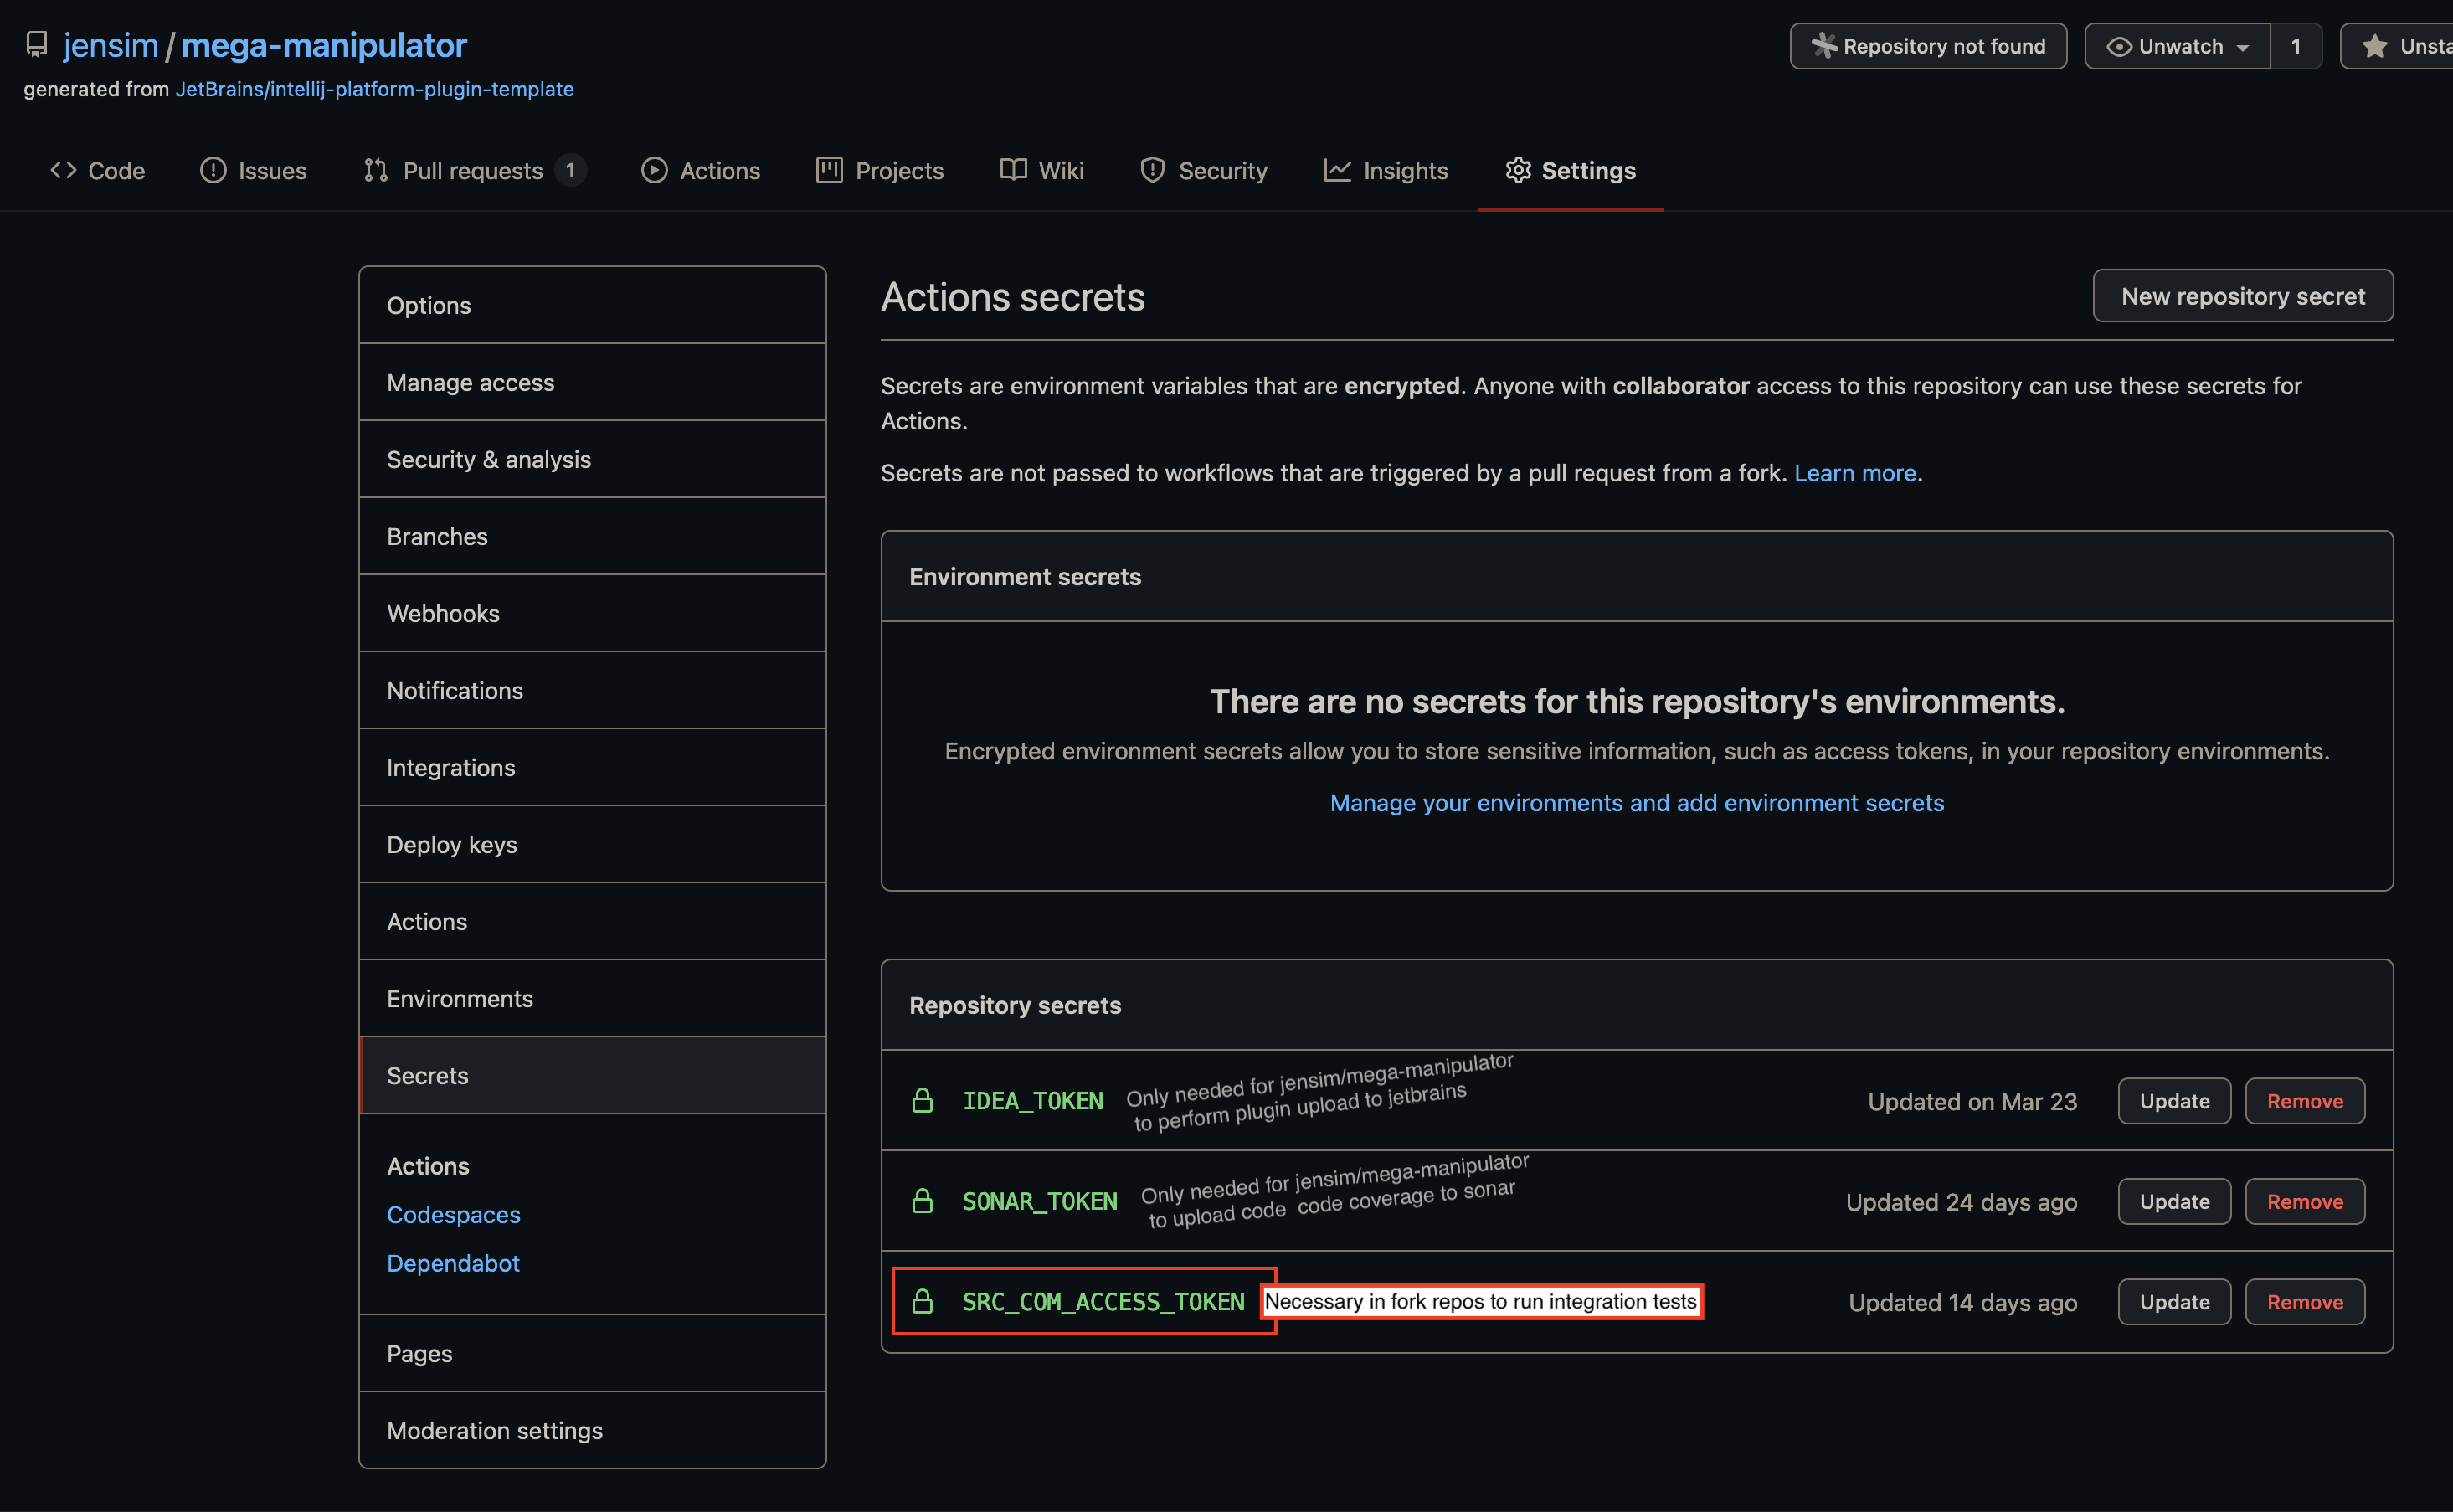 jensim / mega-manipulator
Repository not found
Unwatch
1
generated from JetBrains/intellij-platform-plugin-template
Code
Issues
Pull requests 1
Actions
Projects
Wiki
Security
Insights
Settings
Options
Manage access
Security & analysis
Branches
Webhooks
Notifications
Integrations
Deploy keys
Actions
Environments
Secrets
Actions
Codespaces
Dependabot
Pages
Moderation settings
Actions secrets
New repository secret
Secrets are environment variables that are encrypted. Anyone with collaborator access to this repository can use these secrets for
Actions.
Secrets are not passed to workflows that are triggered by a pull request from a fork. Learn more.
Environment secrets
There are no secrets for this repository's environments.
Encrypted environment secrets allow you to store sensitive information, such as access tokens, in your repository environments.
Manage your environments and add environment secrets
Repository secrets
IDEA_TOKEN
Only needed for jensim/mega-manipulator
to perform plugin upload to jetbrains
Updated on Mar 23
Update
Remove
SONAR_TOKEN
Only needed for jensim/mega-manipulator
to upload code code coverage to sonar
Updated 24 days ago
Update
Remove
SRC_COM_ACCESS_TOKEN
Necessary in fork repos to run integration tests
Updated 14 days ago
Update
Remove